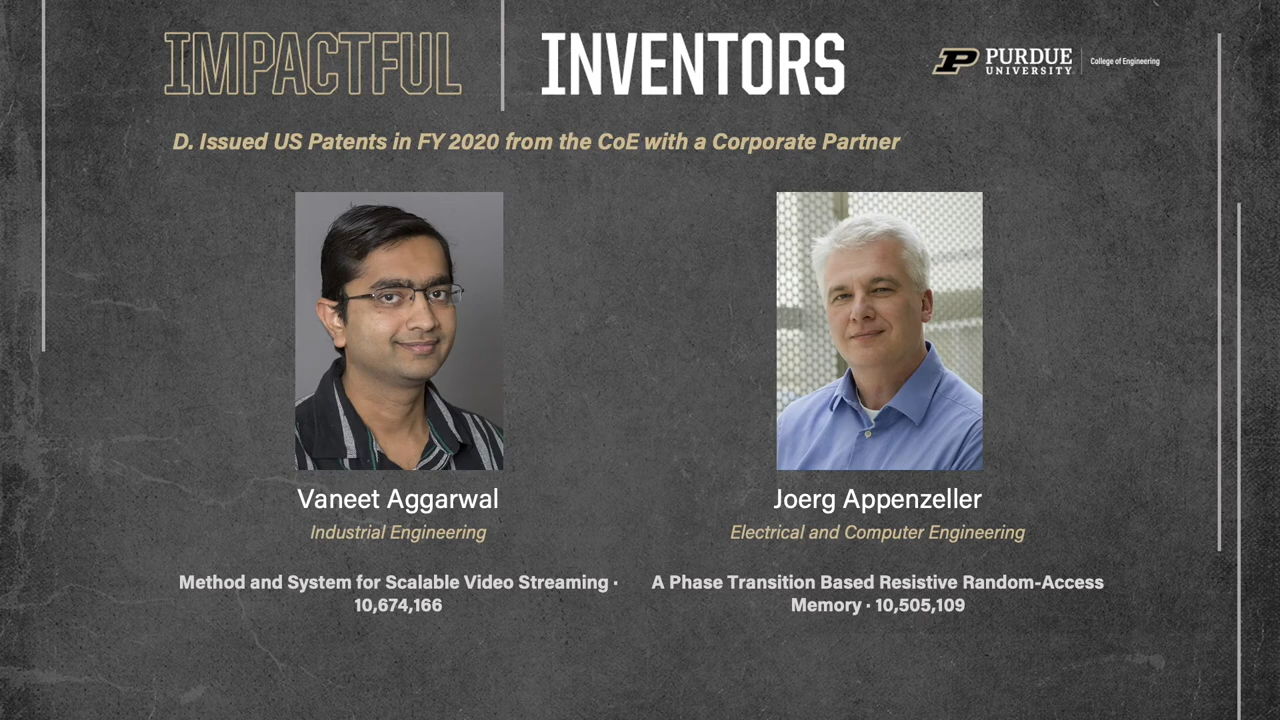 IMPACTFUL INVENTORS
PURDUE UNIVERSITY College of Engineering
D. Issued US Patents in FY 2020 from the CoE with a Corporate Partner
Vaneet Aggarwal
Industrial Engineering
Method and System for Scalable Video Streaming ·
10,674,166
Joerg Appenzeller
Electrical and Computer Engineering
A Phase Transition Based Resistive Random-Access
Memory · 10,505,109